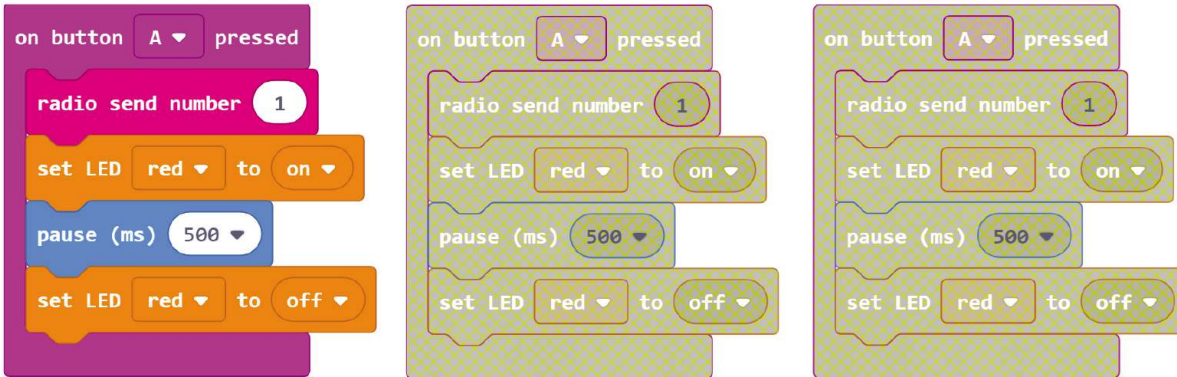 on button A pressed
radio send number 1
set LED red to on
pause (ms) 500
set LED red to off
on button A pressed
radio send number 1
set LED red to on
pause (ms) 500
set LED red to off
on button A pressed
radio send number 1
set LED red to on
pause (ms) 500
set LED red to off